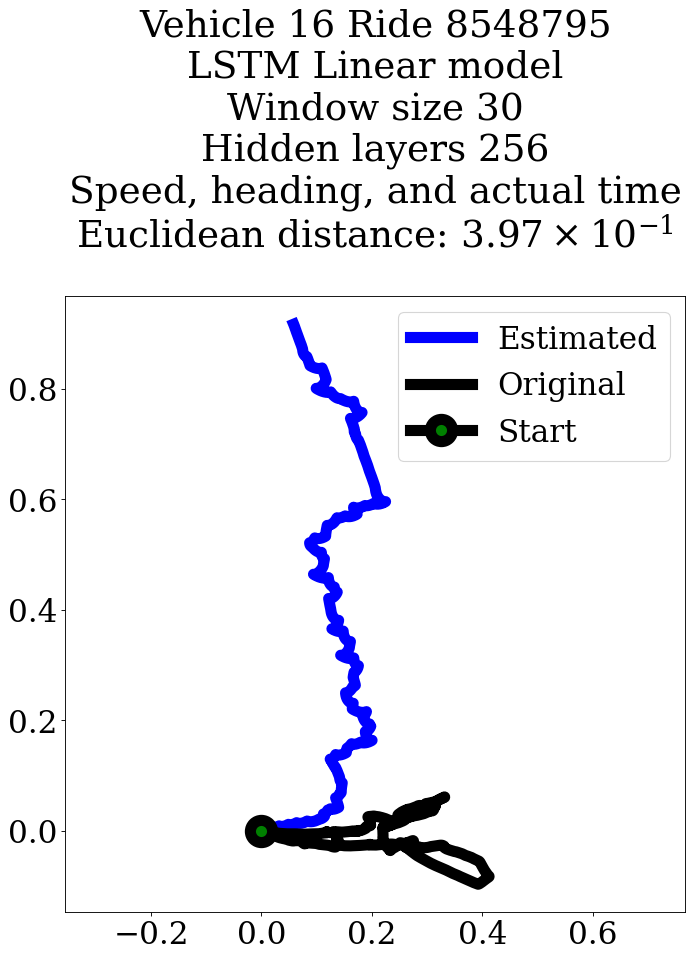 Vehicle 16 Ride 8548795
LSTM Linear model
Window size 30
Hidden layers 256
Speed, heading, and actual time
Euclidean distance: 3.97 × 10⁻¹
Estimated
Original
Start
0.8
0.6
0.4
0.2
0.0
−0.2 0.0 0.2 0.4 0.6